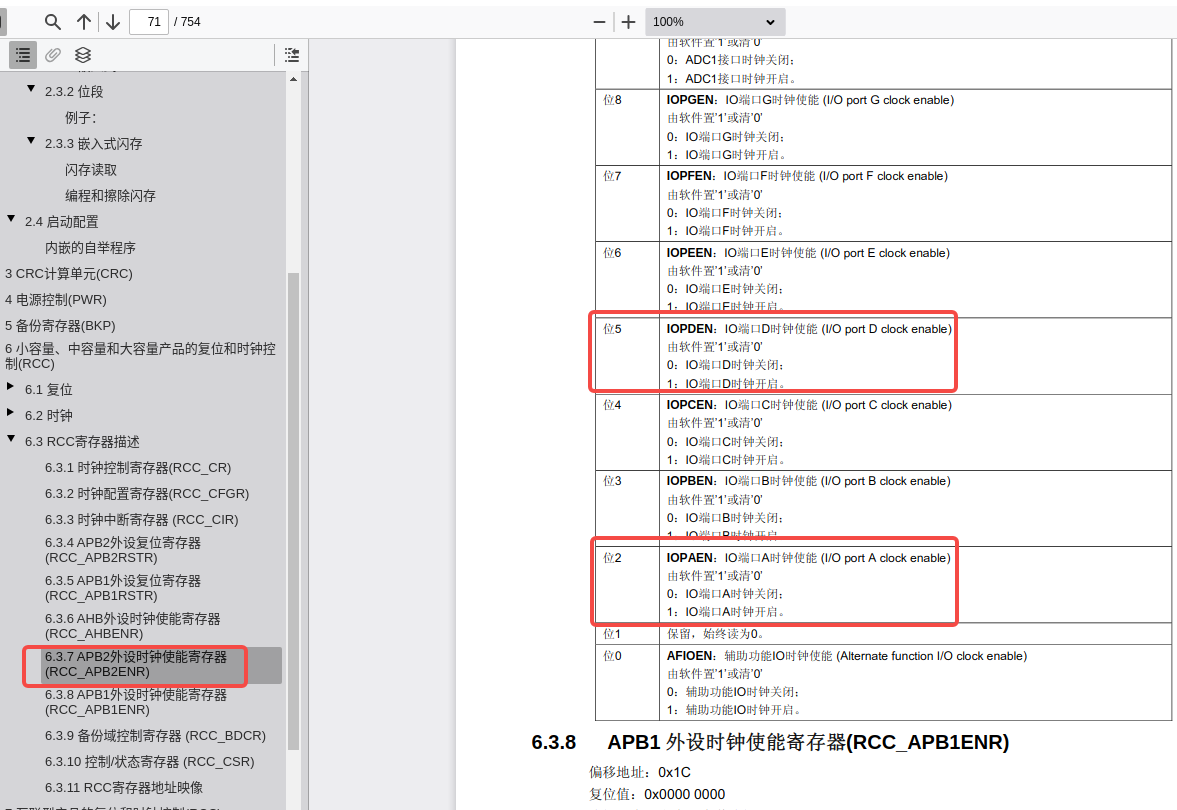 71 / 754
100%
2.3.2 位段
例子：
2.3.3 嵌入式闪存
闪存读取
编程和擦除闪存
2.4 启动配置
内嵌的自举程序
3 CRC计算单元(CRC)
4 电源控制(PWR)
5 备份寄存器(BKP)
6 小容量、中容量和大容量产品的复位和时钟控
制(RCC)
6.1 复位
6.2 时钟
6.3 RCC寄存器描述
6.3.1 时钟控制寄存器(RCC_CR)
6.3.2 时钟配置寄存器(RCC_CFGR)
6.3.3 时钟中断寄存器 (RCC_CIR)
6.3.4 APB2外设复位寄存器
(RCC_APB2RSTR)
6.3.5 APB1外设复位寄存器
(RCC_APB1RSTR)
6.3.6 AHB外设时钟使能寄存器
(RCC_AHBENR)
6.3.7 APB2外设时钟使能寄存器
(RCC_APB2ENR)
6.3.8 APB1外设时钟使能寄存器
(RCC_APB1ENR)
6.3.9 备份域控制寄存器 (RCC_BDCR)
6.3.10 控制/状态寄存器 (RCC_CSR)
6.3.11 RCC寄存器地址映像
由软件置'1'或清'0'
0：ADC1接口时钟关闭；
1：ADC1接口时钟开启。
位8 IOPGEN：IO端口G时钟使能 (I/O port G clock enable)
由软件置'1'或清'0'
0：IO端口G时钟关闭；
1：IO端口G时钟开启。
位7 IOPFEN：IO端口F时钟使能 (I/O port F clock enable)
由软件置'1'或清'0'
0：IO端口F时钟关闭；
1：IO端口F时钟开启。
位6 IOPEEN：IO端口E时钟使能 (I/O port E clock enable)
由软件置'1'或清'0'
0：IO端口E时钟关闭；
1：IO端口E时钟开启。
位5 IOPDEN：IO端口D时钟使能 (I/O port D clock enable)
由软件置'1'或清'0'
0：IO端口D时钟关闭；
1：IO端口D时钟开启。
位4 IOPCEN：IO端口C时钟使能 (I/O port C clock enable)
由软件置'1'或清'0'
0：IO端口C时钟关闭；
1：IO端口C时钟开启。
位3 IOPBEN：IO端口B时钟使能 (I/O port B clock enable)
由软件置'1'或清'0'
0：IO端口B时钟关闭；
1：IO端口B时钟开启
位2 IOPAEN：IO端口A时钟使能 (I/O port A clock enable)
由软件置'1'或清'0'
0：IO端口A时钟关闭；
1：IO端口A时钟开启。
位1 保留，始终读为0。
位0 AFIOEN：辅助功能IO时钟使能 (Alternate function I/O clock enable)
由软件置'1'或清'0'
0：辅助功能IO时钟关闭；
1：辅助功能IO时钟开启。
6.3.8 APB1 外设时钟使能寄存器(RCC_APB1ENR)
偏移地址：0x1C
复位值：0x0000 0000